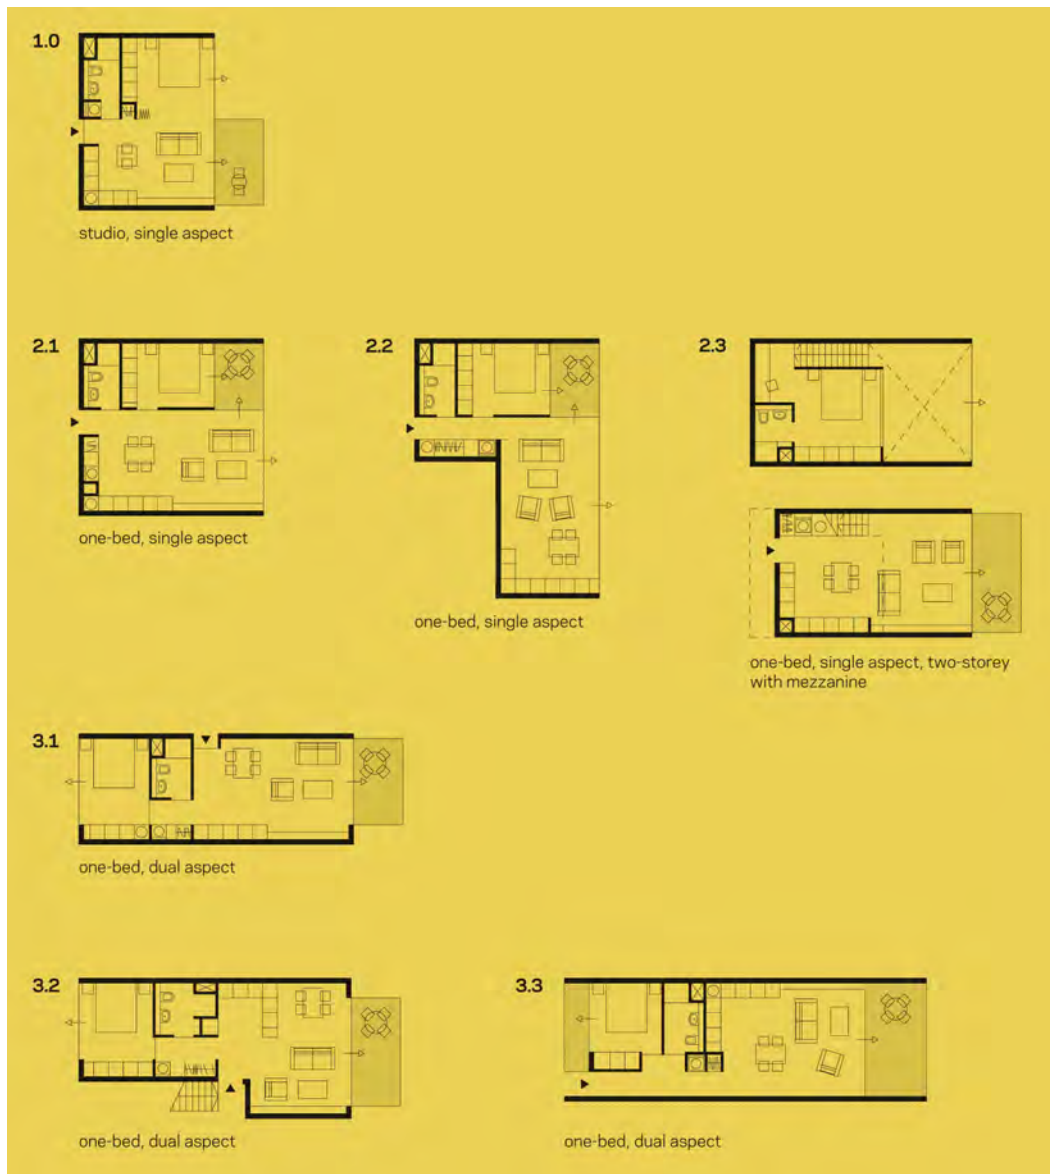 1.0
studio, single aspect
2.1
one-bed, single aspect
2.2
one-bed, single aspect
2.3
one-bed, single aspect, two-storey
with mezzanine
3.1
one-bed, dual aspect
3.2
one-bed, dual aspect
3.3
one-bed, dual aspect